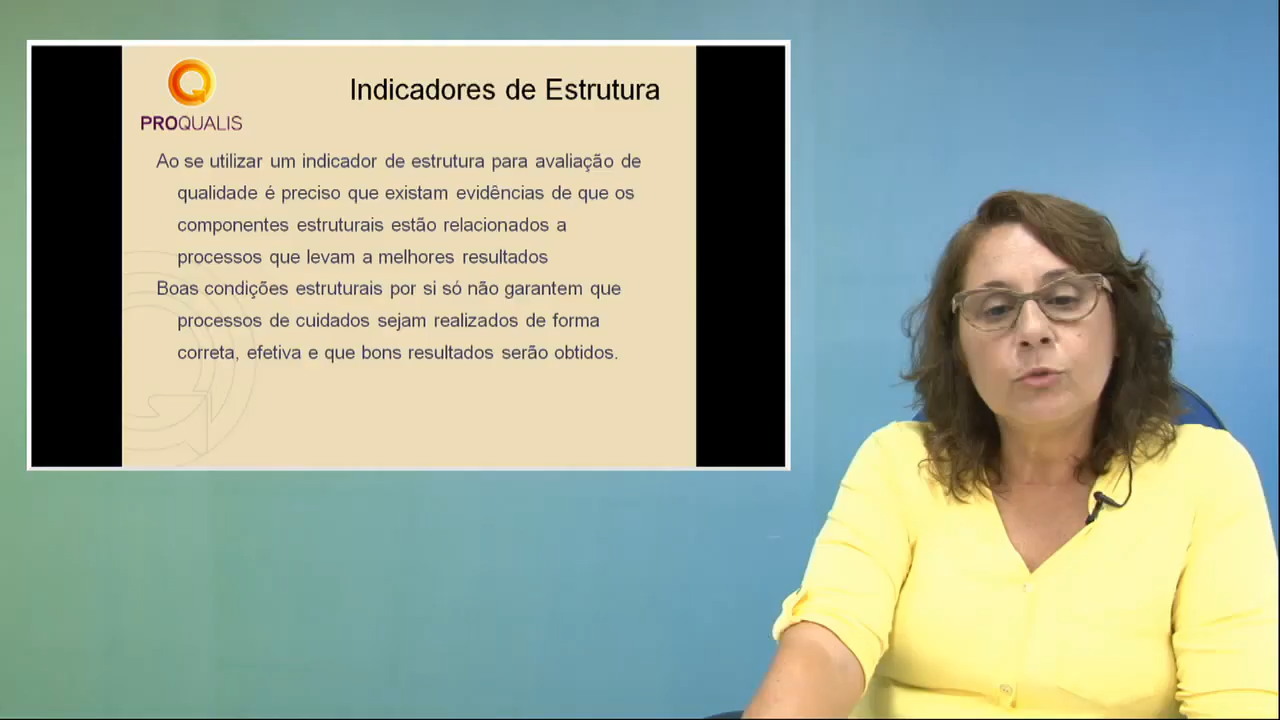 Indicadores de Estrutura
PROQUALIS
Ao se utilizar um indicador de estrutura para avaliação de
qualidade é preciso que existam evidências de que os
componentes estruturais estão relacionados a
processos que levam a melhores resultados
Boas condições estruturais por si só não garantem que
processos de cuidados sejam realizados de forma
correta, efetiva e que bons resultados serão obtidos.